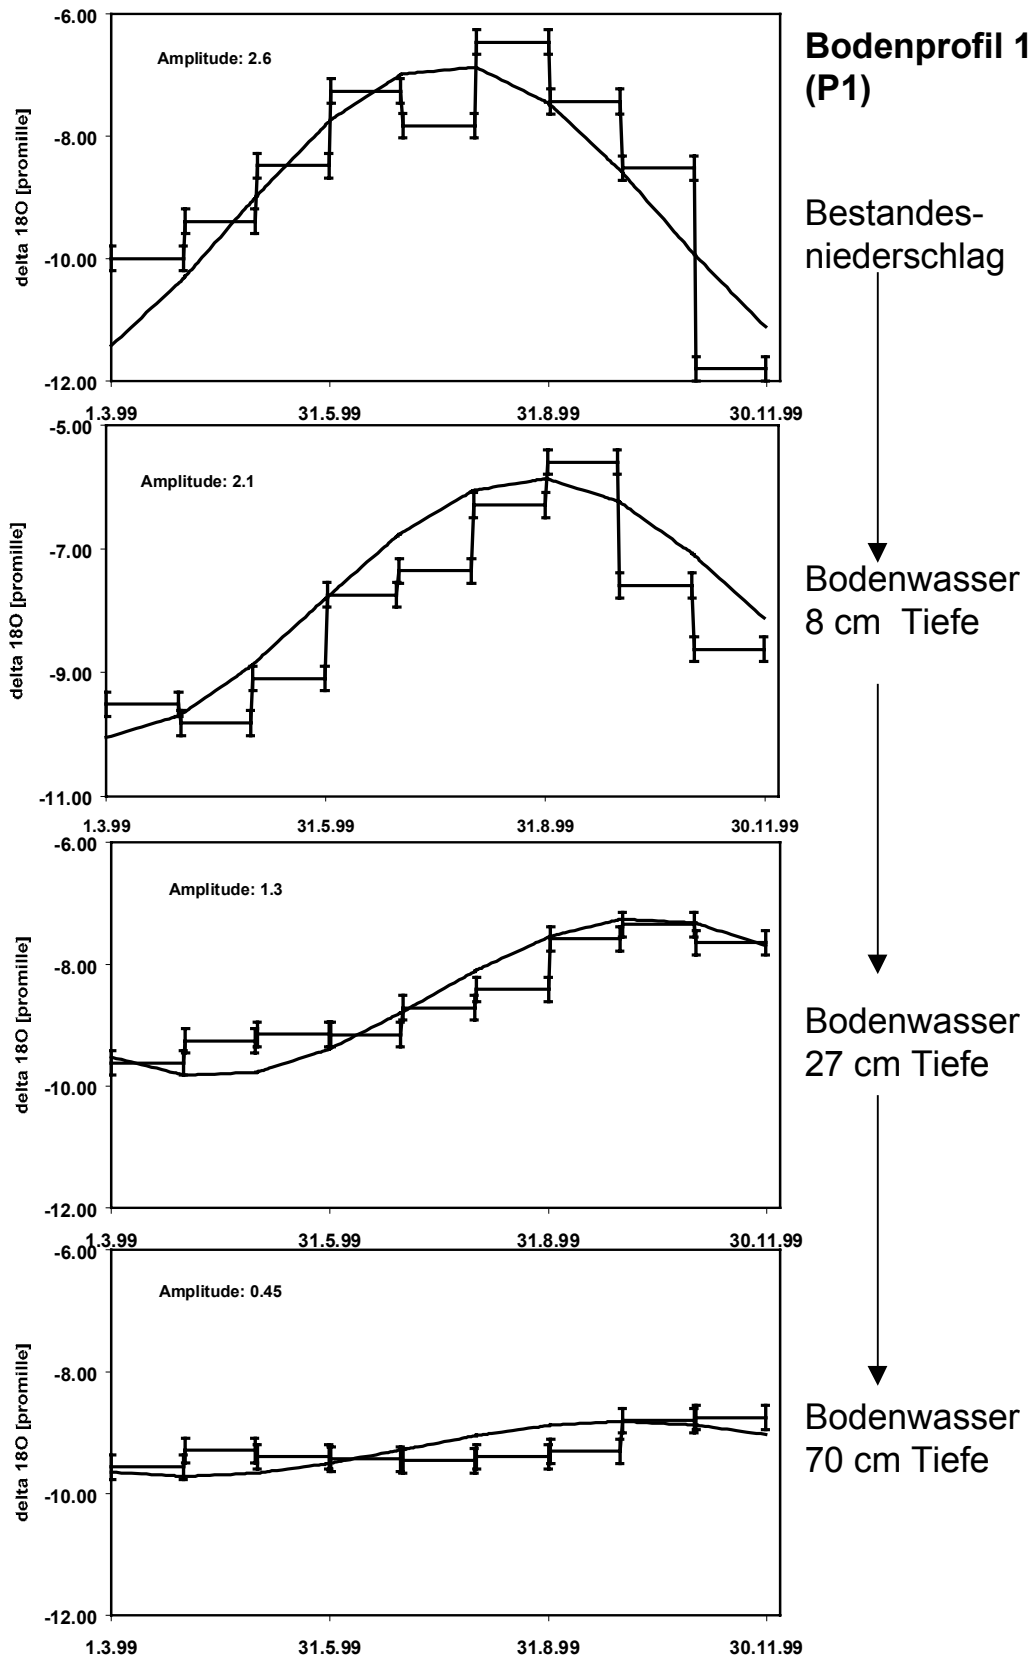 Bodenprofil 1
(P1)
-6.00
Amplitude: 2.6
-8.00
-10.00
-12.00
delta 18O [promille]
1.3.99 31.5.99 31.8.99 30.11.99
Bestandes-
niederschlag
-5.00
Amplitude: 2.1
-7.00
-9.00
-11.00
delta 18O [promille]
1.3.99 31.5.99 31.8.99 30.11.99
Bodenwasser
8 cm Tiefe
-6.00
Amplitude: 1.3
-8.00
-10.00
-12.00
delta 18O [promille]
1.3.99 31.5.99 31.8.99 30.11.99
Bodenwasser
27 cm Tiefe
-6.00
Amplitude: 0.45
-8.00
-10.00
-12.00
delta 18O [promille]
1.3.99 31.5.99 31.8.99 30.11.99
Bodenwasser
70 cm Tiefe